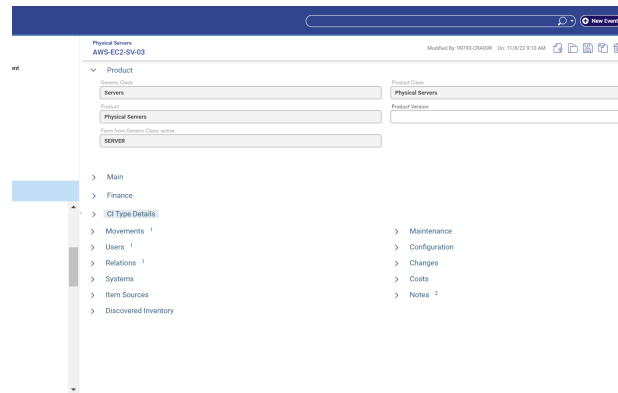 New Event
Physical Servers
AWS-EC2-SV-03
Modified By: 99793-CRAIGW On: 11/8/22 9:10 AM
nt
Product
Generic Class
Servers
Product Class
Physical Servers
Product
Physical Servers
Product Version
Form from Generic Class -active
SERVER
Main
Finance
CI Type Details
Movements 1
Maintenance
Users 1
Configuration
Relations 1
Changes
Systems
Costs
Item Sources
Notes 2
Discovered Inventory